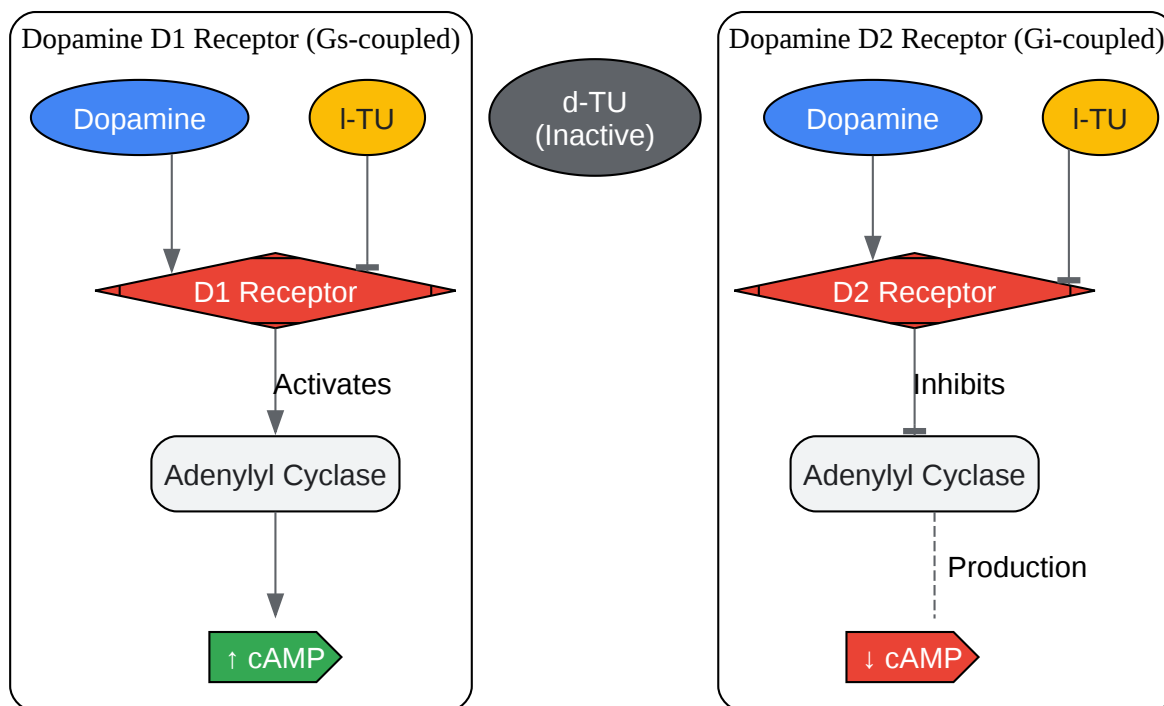 Dopamine D1 Receptor (Gs-coupled)
Dopamine
l-TU
D1 Receptor
Activates
Adenylyl Cyclase
↑ cAMP
d-TU
(Inactive)
Dopamine D2 Receptor (Gi-coupled)
Dopamine
l-TU
D2 Receptor
Inhibits
Adenylyl Cyclase
Production
↓ cAMP